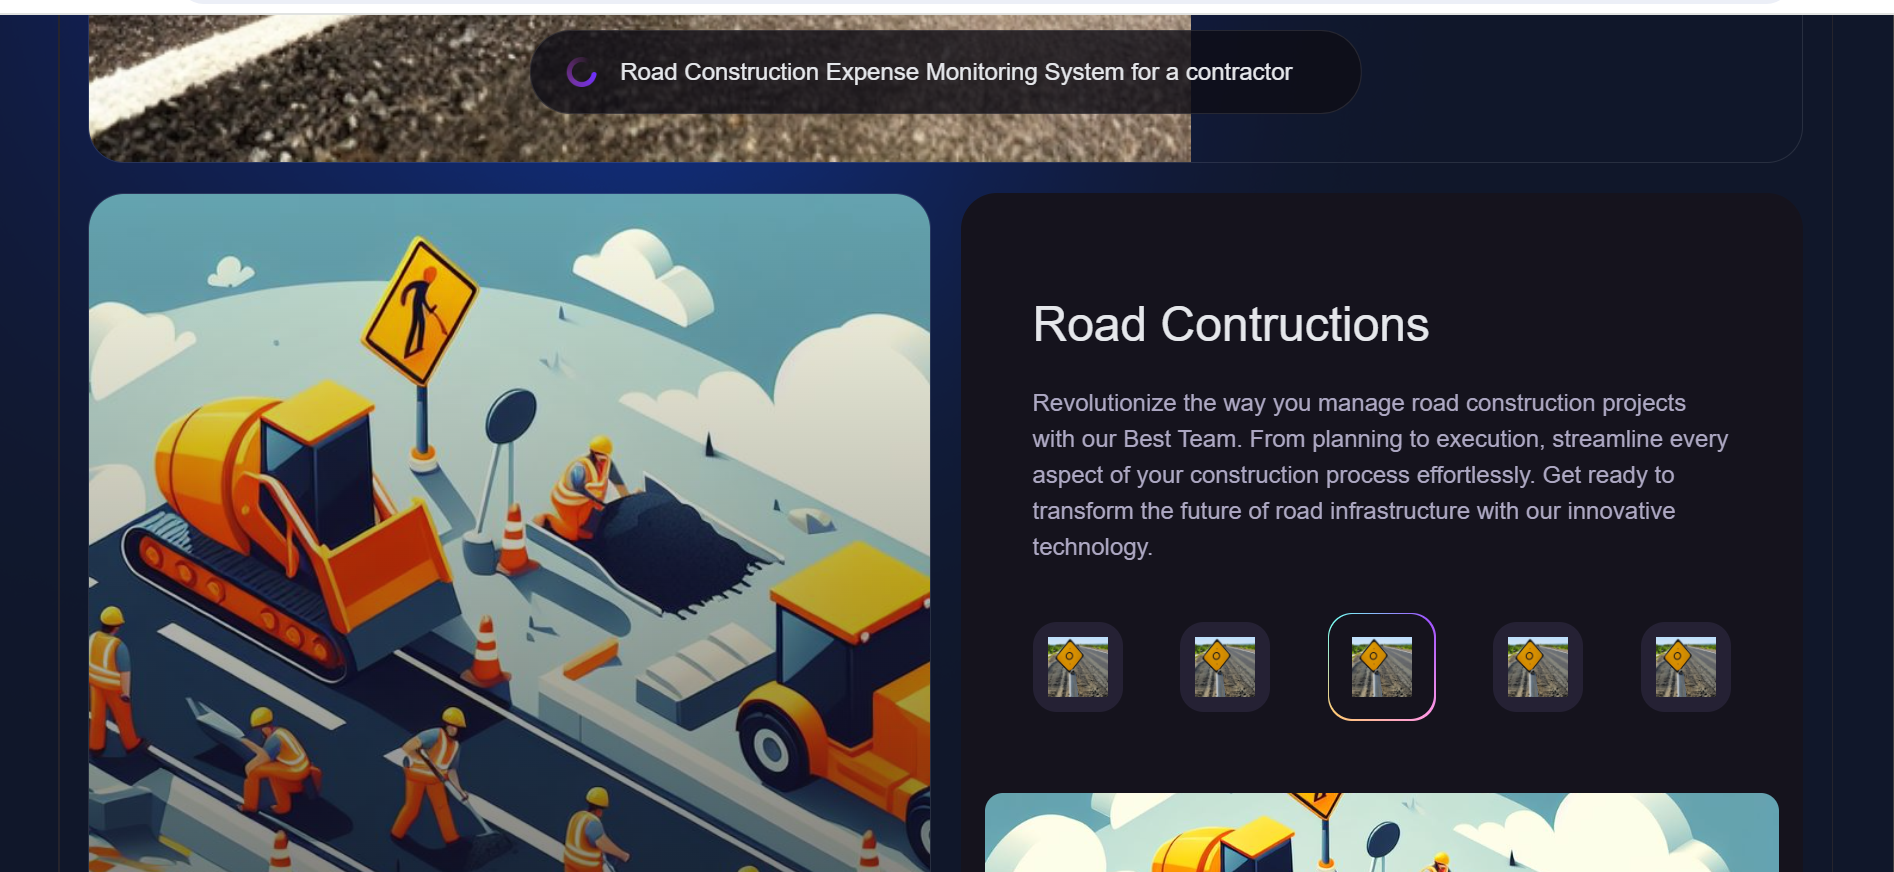 Road Construction Expense Monitoring System for a contractor
Road Contructions
Revolutionize the way you manage road construction projects
with our Best Team. From planning to execution, streamline every
aspect of your construction process effortlessly. Get ready to
transform the future of road infrastructure with our innovative
technology.